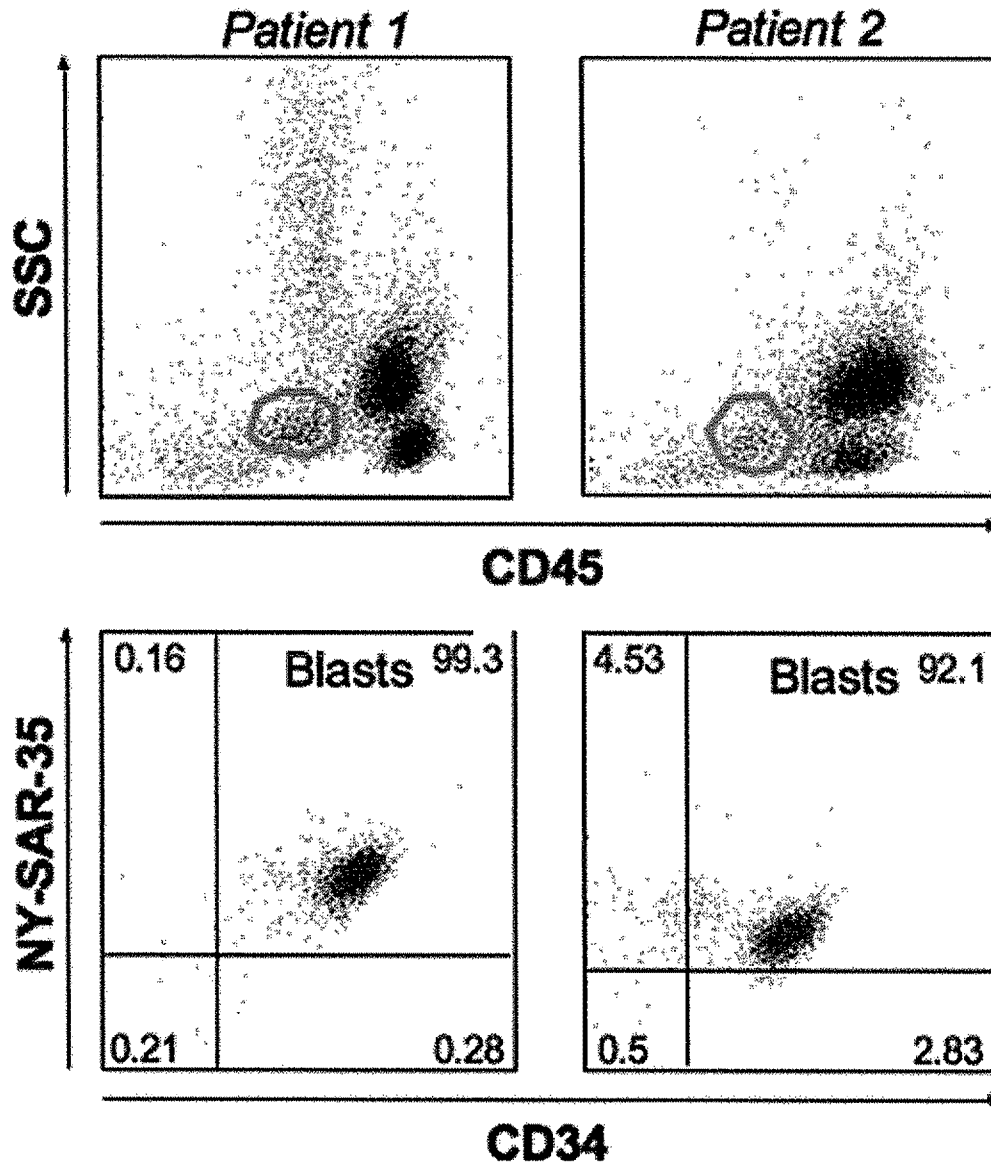 Patient 1
Patient 2
SSC
CD45
0.16
Blasts 99.3
4.53
Blasts 92.1
NY-SAR-35
0.21
0.28
0.5
2.83
CD34